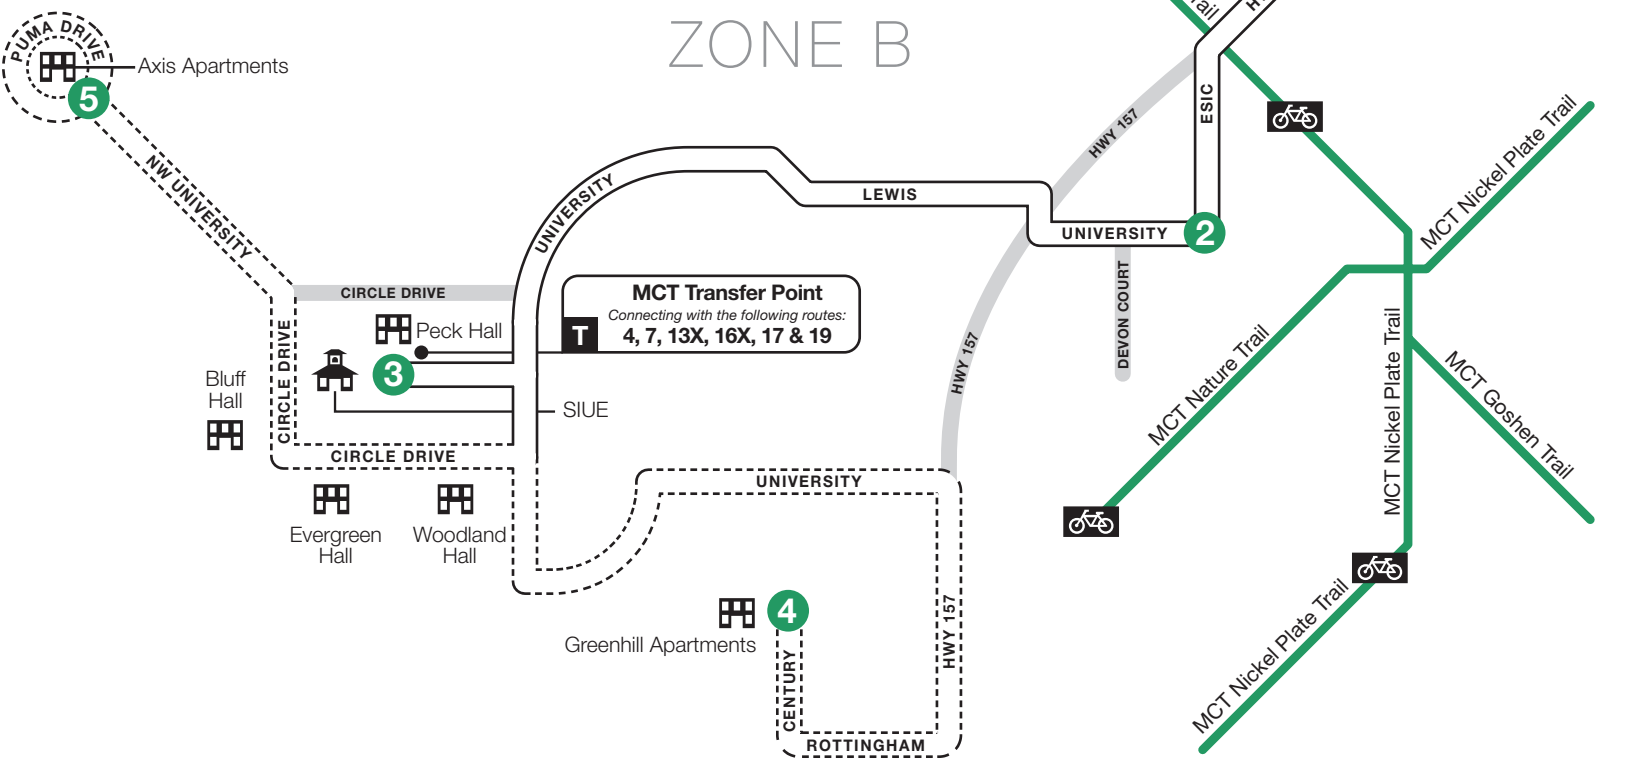 ZONE B
PUMA DRIVE
Axis Apartments
5
NW UNIVERSITY
CIRCLE DRIVE
UNIVERSITY
LEWIS
UNIVERSITY
2
ESIC
HWY 157
DEVON COURT
HWY 157
MCT Transfer Point
Connecting with the following routes:
4, 7, 13X, 16X, 17 & 19
T
Peck Hall
3
SIUE
Bluff
Hall
CIRCLE DRIVE
CIRCLE DRIVE
Evergreen
Hall
Woodland
Hall
UNIVERSITY
4
Greenhill Apartments
CENTURY
HWY 157
ROTTINGHAM
MCT Nickel Plate Trail
MCT Nature Trail
MCT Nickel Plate Trail
MCT Goshen Trail
MCT Nickel Plate Trail